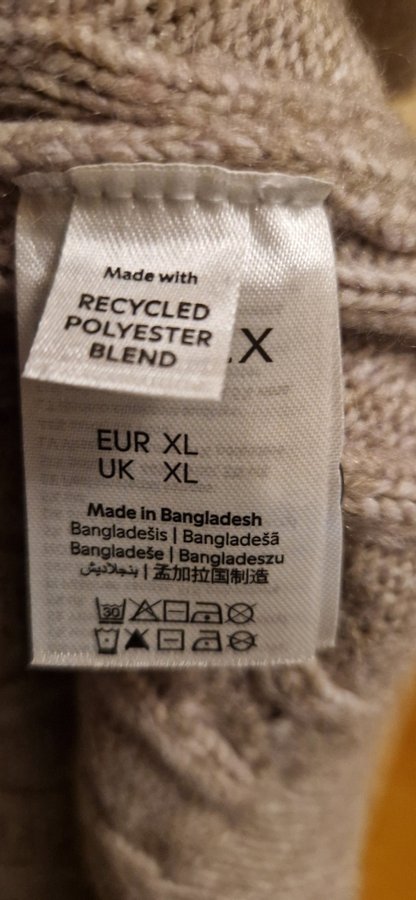 Made with
RECYCLED
POLYESTER
BLEND
X
EUR XL
UK XL
Made in Bangladesh
Bangladešis | Bangladešā
Bangladeše | Bangladeszu
بنجلاديش | 孟加拉国制造
30